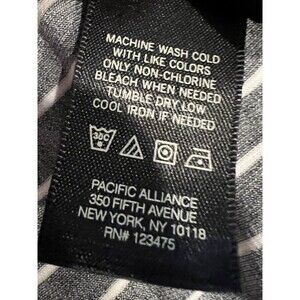 MACHINE WASH COLD
WITH LIKE COLORS
ONLY NON-CHLORINE
BLEACH WHEN NEEDED
TUMBLE DRY LOW
COOL IRON IF NEEDED
30C
PACIFIC ALLIANCE
350 FIFTH AVENUE
NEW YORK, NY 10118
RN# 123475